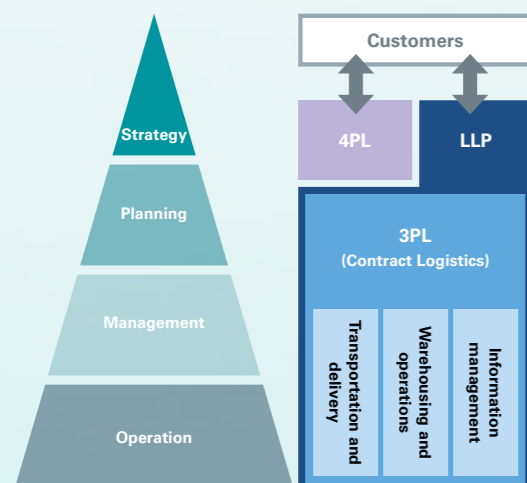 Strategy
Planning
Management
Operation
Customers
4PL
LLP
3PL
(Contract Logistics)
Transportation and
delivery
Warehousing and
operations
Information
management